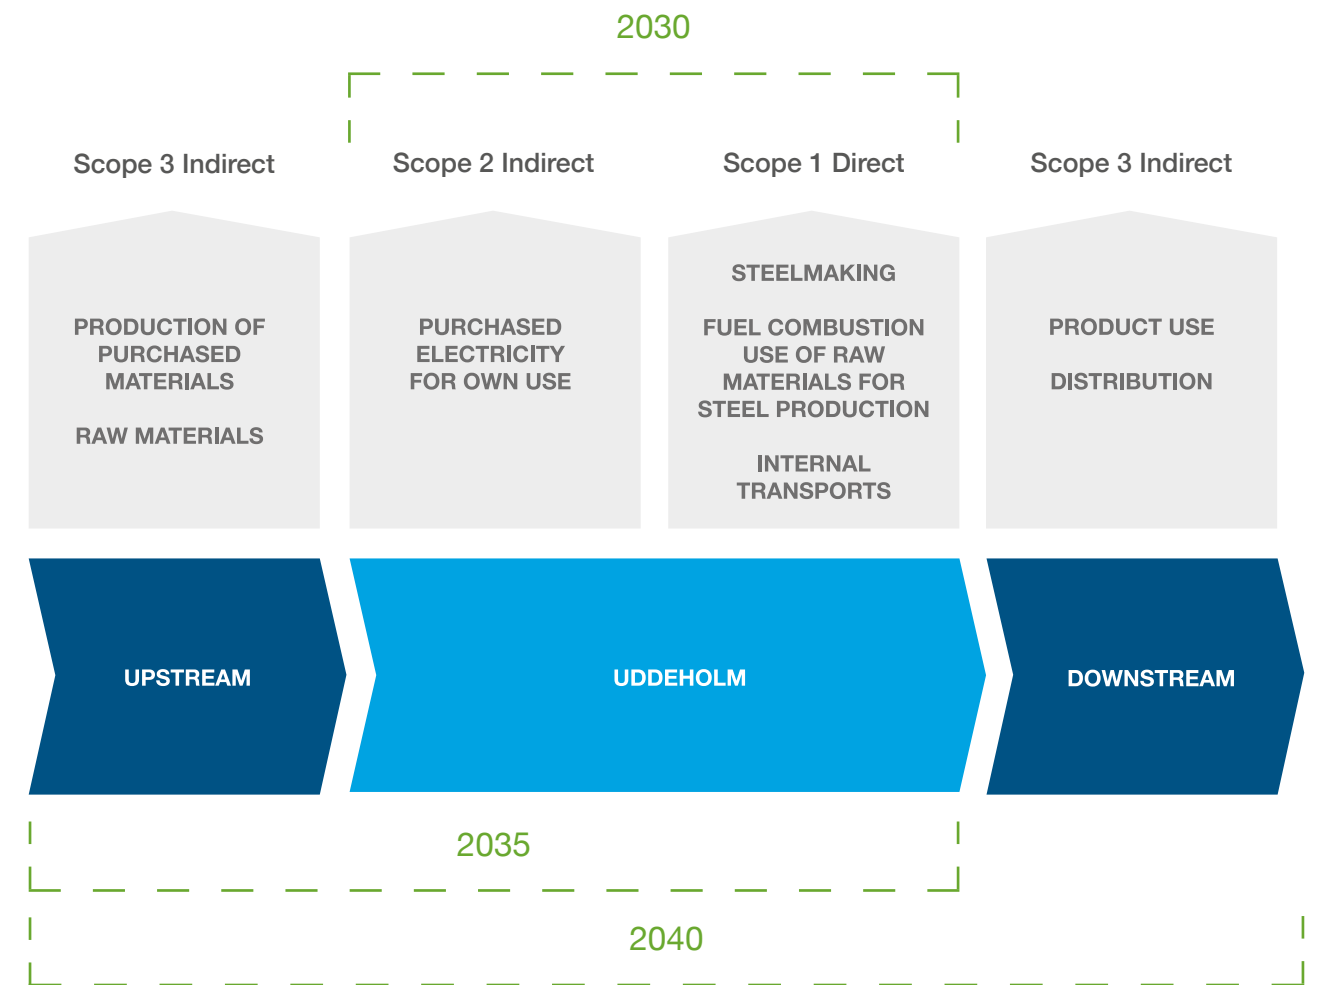 2030
Scope 3 Indirect
Scope 2 Indirect
Scope 1 Direct
Scope 3 Indirect
PRODUCTION OF
PURCHASED
MATERIALS
RAW MATERIALS
PURCHASED
ELECTRICITY
FOR OWN USE
STEELMAKING
FUEL COMBUSTION
USE OF RAW
MATERIALS FOR
STEEL PRODUCTION
INTERNAL
TRANSPORTS
PRODUCT USE
DISTRIBUTION
UPSTREAM
UDDEHOLM
DOWNSTREAM
2035
2040